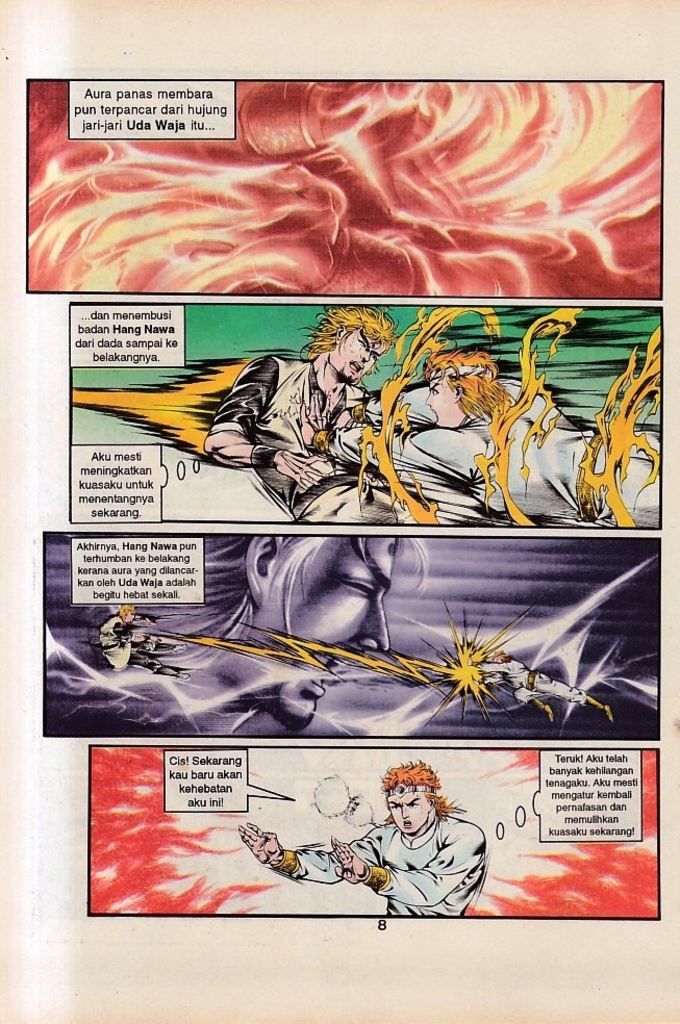 Aura panas membara
pun terpancar dari hujung
jari-jari Uda Waja itu...
...dan menembusi
badan Hang Nawa
dari dada sampai ke
belakangnya.
Aku mesti
meningkatkan
kuasaku untuk
menentangnya
sekarang.
Akhirnya, Hang Nawa pun
terhumban ke belakang
kerana aura yang dilancar-
kan oleh Uda Waja adalah
begitu hebat sekali.
Cis! Sekarang
kau baru akan
kehebatan
aku ini!
Teruk! Aku telah
banyak kehilangan
tenagaku. Aku mesti
mengatur kembali
pernafasan dan
memulihkan
kuasaku sekarang!
8